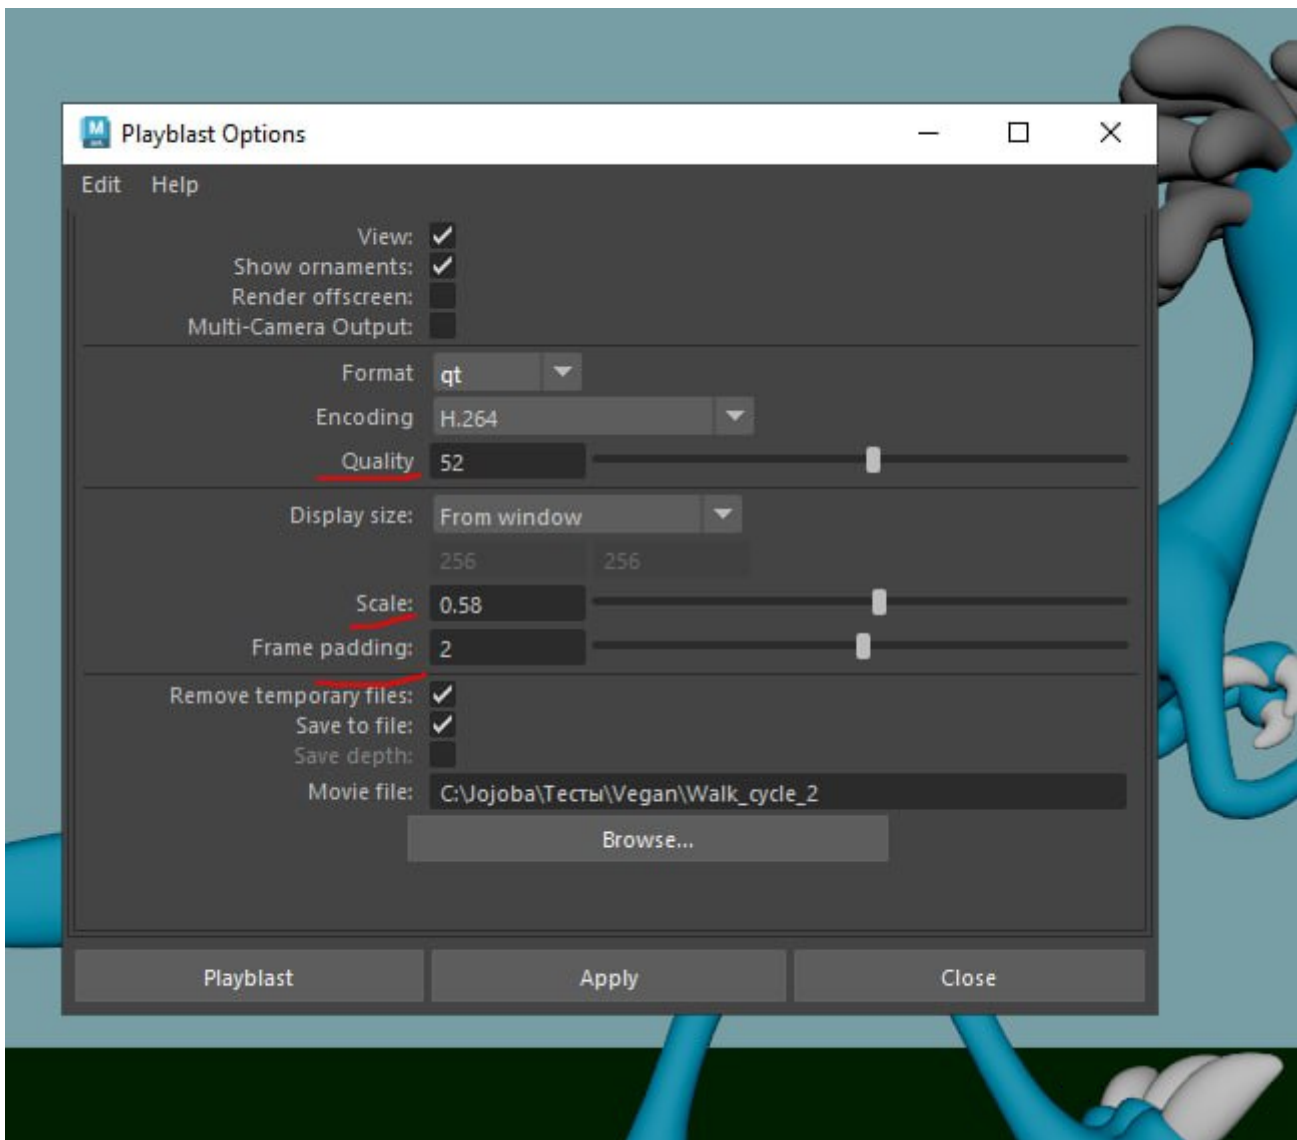 Playblast Options
Edit Help
View:
Show ornaments:
Render offscreen:
Multi-Camera Output:
Format qt
Encoding H.264
Quality 52
Display size: From window
256 256
Scale: 0.58
Frame padding: 2
Remove temporary files:
Save to file:
Save depth:
Movie file: C:\Jojoba\Тесты\Vegan\Walk_cycle_2
Browse...
Playblast Apply Close